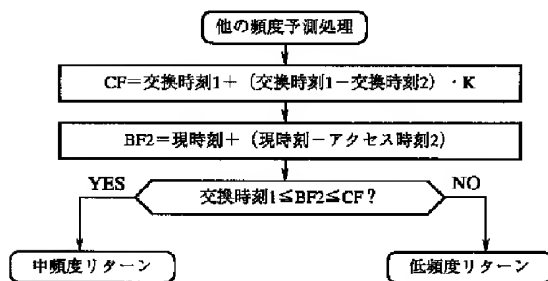 他の頻度予測処理
CF=交換時刻1+(交換時刻1-交換時刻2)・K
BF2=現時刻+(現時刻-アクセス時刻2)
交換時刻1≦BF2≦CF?
YES
NO
中頻度リターン
低頻度リターン